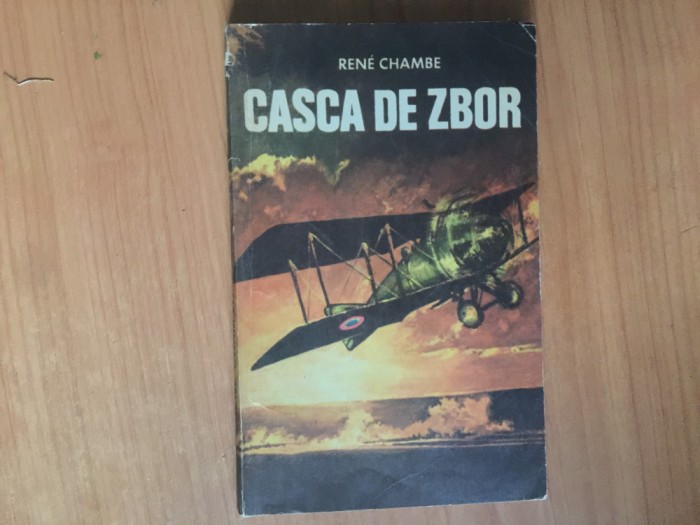 RENÉ CHAMBE
CASCA DE ZBOR